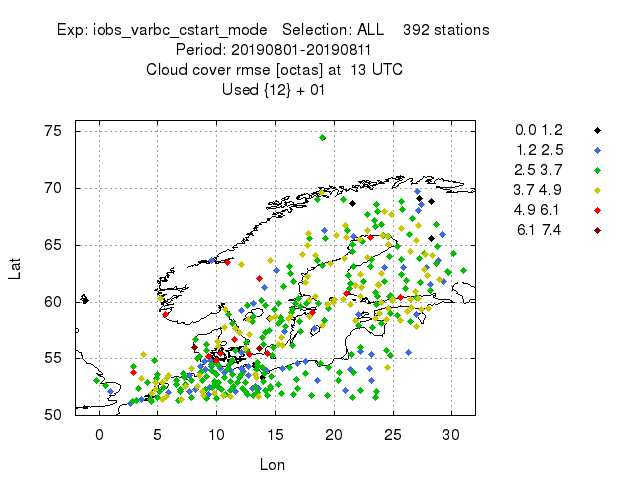 Exp: iobs_varbc_cstart_mode   Selection: ALL    392 stations
Period: 20190801-20190811
Cloud cover rmse [octas] at  13 UTC
Used {12} + 01
0.0 1.2
1.2 2.5
2.5 3.7
3.7 4.9
4.9 6.1
6.1 7.4
Lat
75
70
65
60
55
50
0 5 10 15 20 25 30
Lon